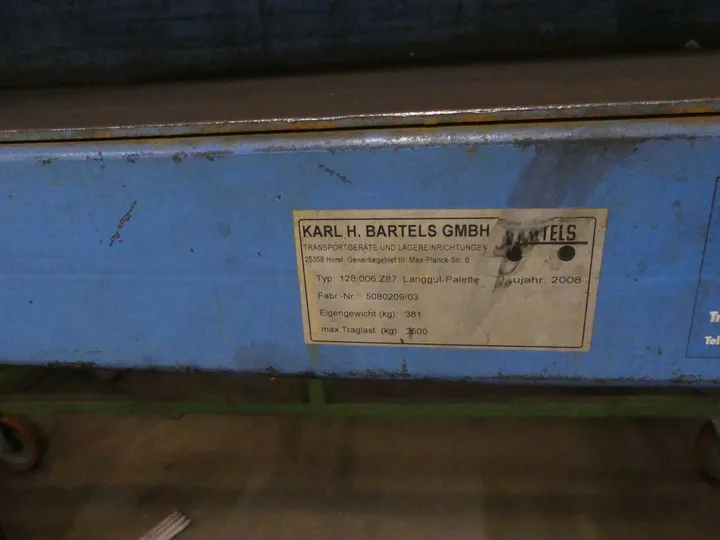 KARL H. BARTELS GMBH BARTELS
TRANSPORTGERÄTE UND LAGEREINRICHTUNGEN
25358 Horst Gewerbegebiet III Max-Planck-Str. 6
Typ: 128.006.Z87 Langgut-Palette Baujahr: 2008
Fabr.-Nr.: 5080209/03
Eigengewicht (kg): 381
max.Traglast (kg): 3500